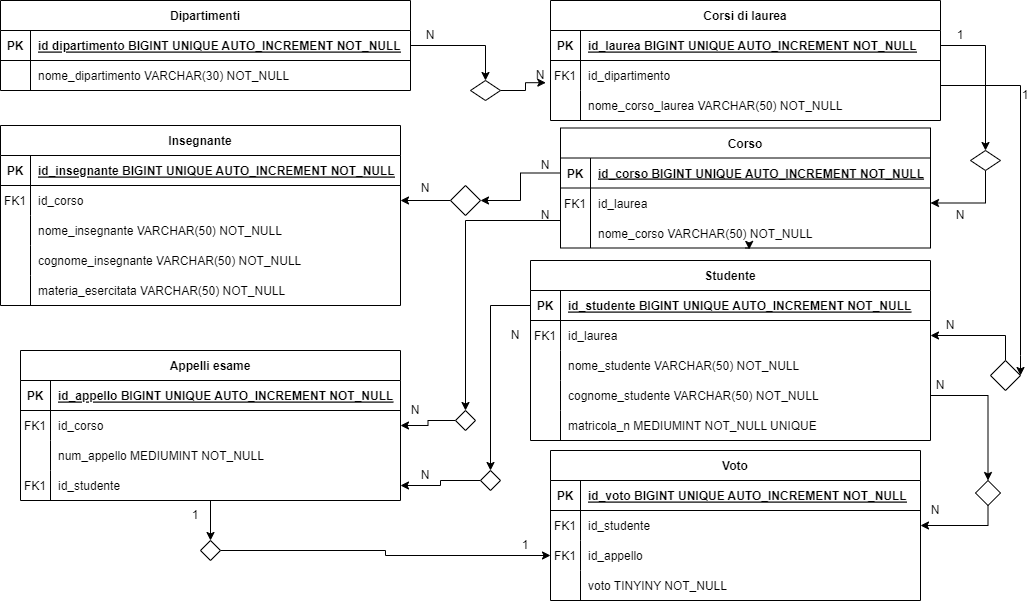 Dipartimenti
PK id_dipartimento BIGINT UNIQUE AUTO_INCREMENT NOT_NULL
nome_dipartimento VARCHAR(30) NOT_NULL
N
N
Corsi di laurea
PK id_laurea BIGINT UNIQUE AUTO_INCREMENT NOT_NULL
FK1 id_dipartimento
nome_corso_laurea VARCHAR(50) NOT_NULL
1
1
N
Insegnante
PK id_insegnante BIGINT UNIQUE AUTO_INCREMENT NOT_NULL
FK1 id_corso
nome_insegnante VARCHAR(50) NOT_NULL
cognome_insegnante VARCHAR(50) NOT_NULL
materia_esercitata VARCHAR(50) NOT_NULL
N
N
N
Corso
PK id_corso BIGINT UNIQUE AUTO_INCREMENT NOT_NULL
FK1 id_laurea
nome_corso VARCHAR(50) NOT_NULL
Studente
PK id_studente BIGINT UNIQUE AUTO_INCREMENT NOT_NULL
FK1 id_laurea
nome_studente VARCHAR(50) NOT_NULL
cognome_studente VARCHAR(50) NOT_NULL
matricola_n MEDIUMINT NOT_NULL UNIQUE
N
N
N
Appelli esame
PK id_appello BIGINT UNIQUE AUTO_INCREMENT NOT_NULL
FK1 id_corso
num_appello MEDIUMINT NOT_NULL
FK1 id_studente
N
N
1
1
Voto
PK id_voto BIGINT UNIQUE AUTO_INCREMENT NOT_NULL
FK1 id_studente
FK1 id_appello
voto TINYINY NOT_NULL
N